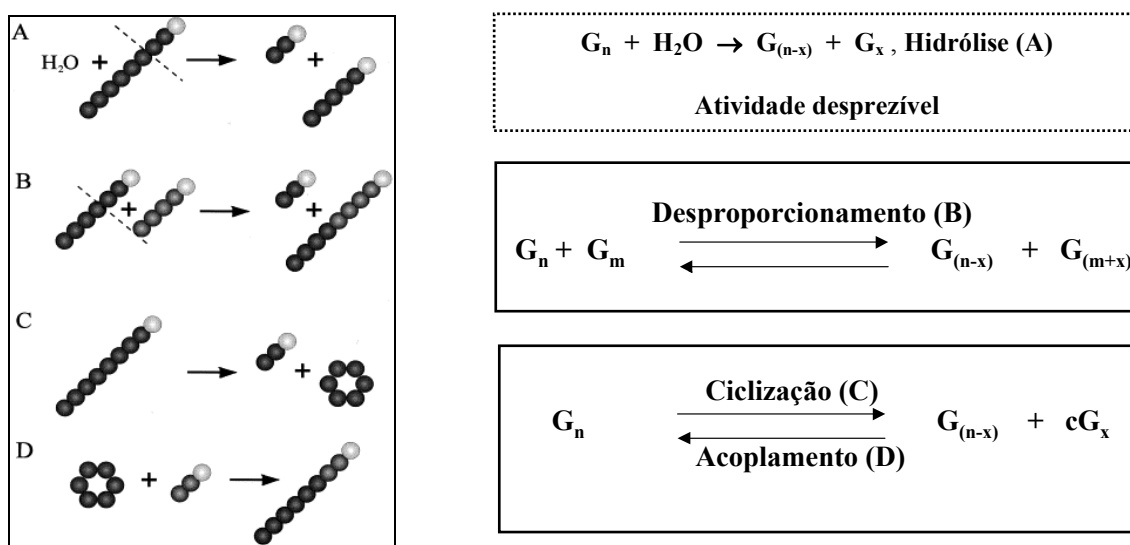 A
H₂O +
+
B
+
+
C
+
D
+
Gₙ + H₂O → G₍ₙ₋ₓ₎ + Gₓ , Hidrólise (A)
Atividade desprezível
Desproporcionamento (B)
Gₙ + Gₘ G₍ₙ₋ₓ₎ + G₍ₘ₊ₓ₎
Ciclização (C)
Gₙ G₍ₙ₋ₓ₎ + cGₓ
Acoplamento (D)